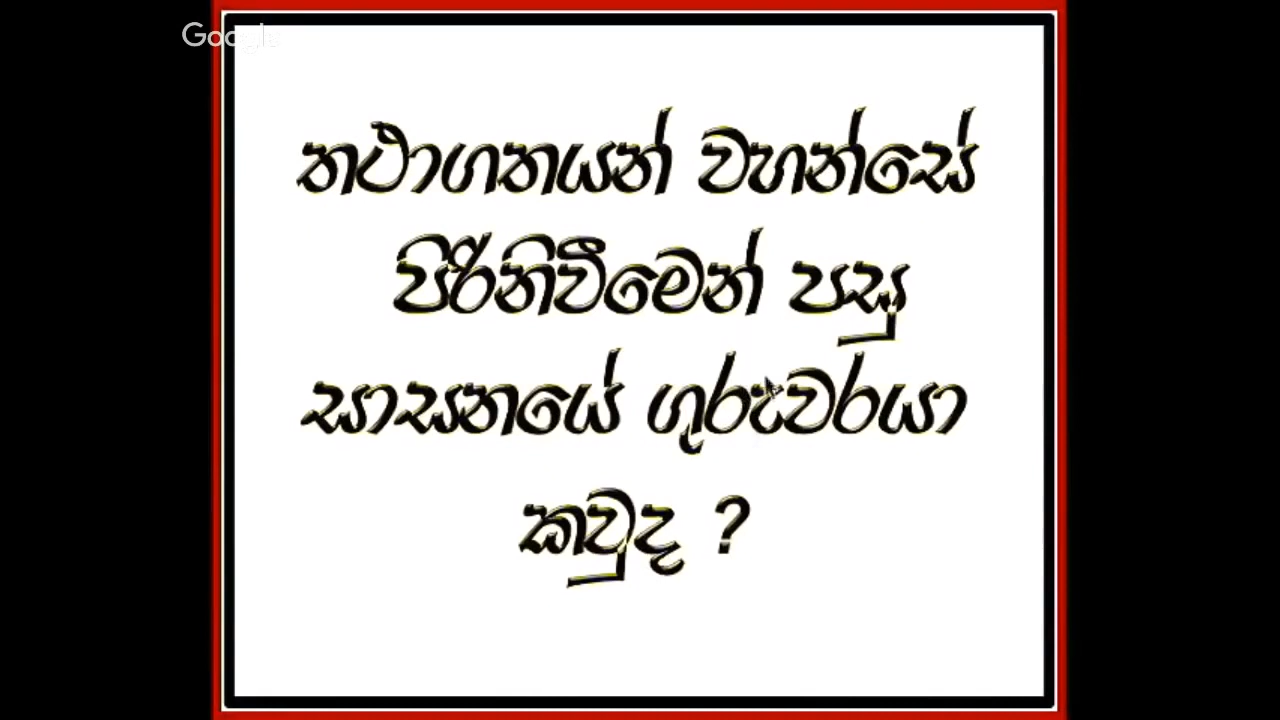 Google
තථාගතයන් වහන්සේ
පිරිනිවීමෙන් පසු
සාසනයේ ගුරුවරයා
කවුද ?